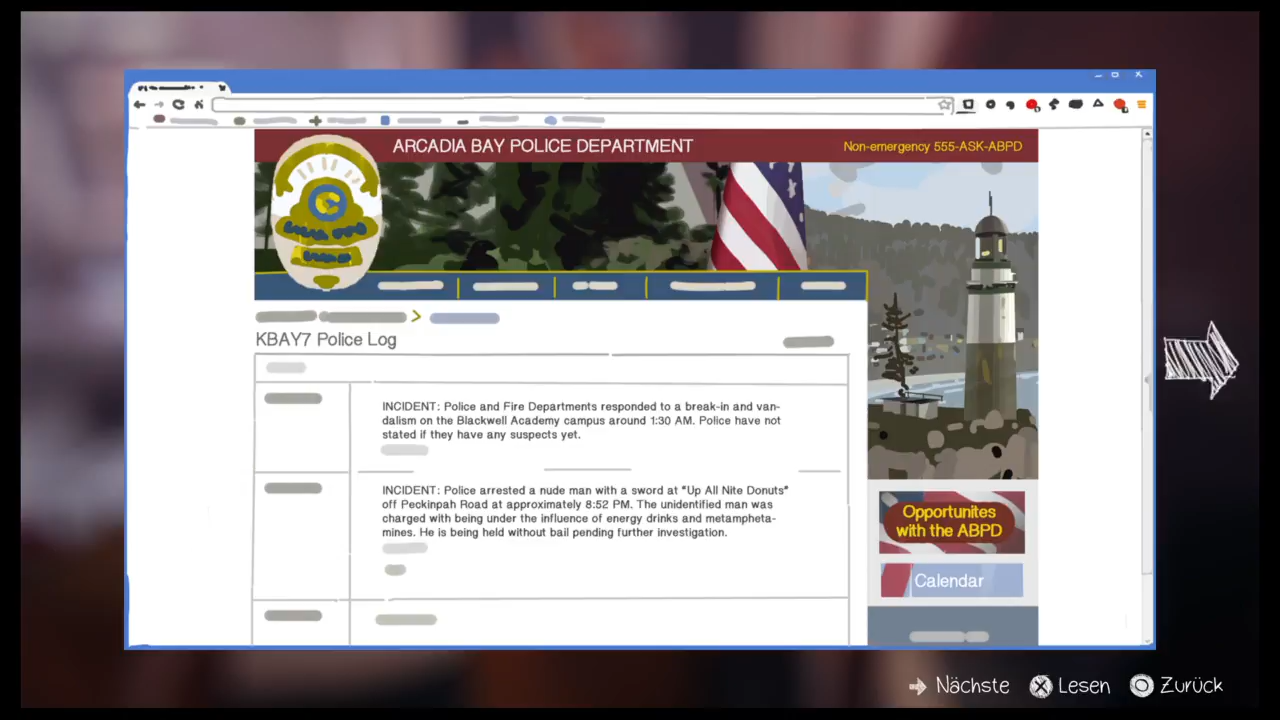 ARCADIA BAY POLICE DEPARTMENT
Non-emergency 555-ASK-ABPD
KBAY7 Police Log
INCIDENT: Police and Fire Departments responded to a break-in and van-
dalism on the Blackwell Academy campus around 1:30 AM. Police have not
stated if they have any suspects yet.
INCIDENT: Police arrested a nude man with a sword at “Up All Nite Donuts”
off Peckinpah Road at approximately 8:52 PM. The unidentified man was
charged with being under the influence of energy drinks and metampheta-
mines. He is being held without bail pending further investigation.
Opportunites
with the ABPD
Calendar
Nächste
Lesen
Zurück